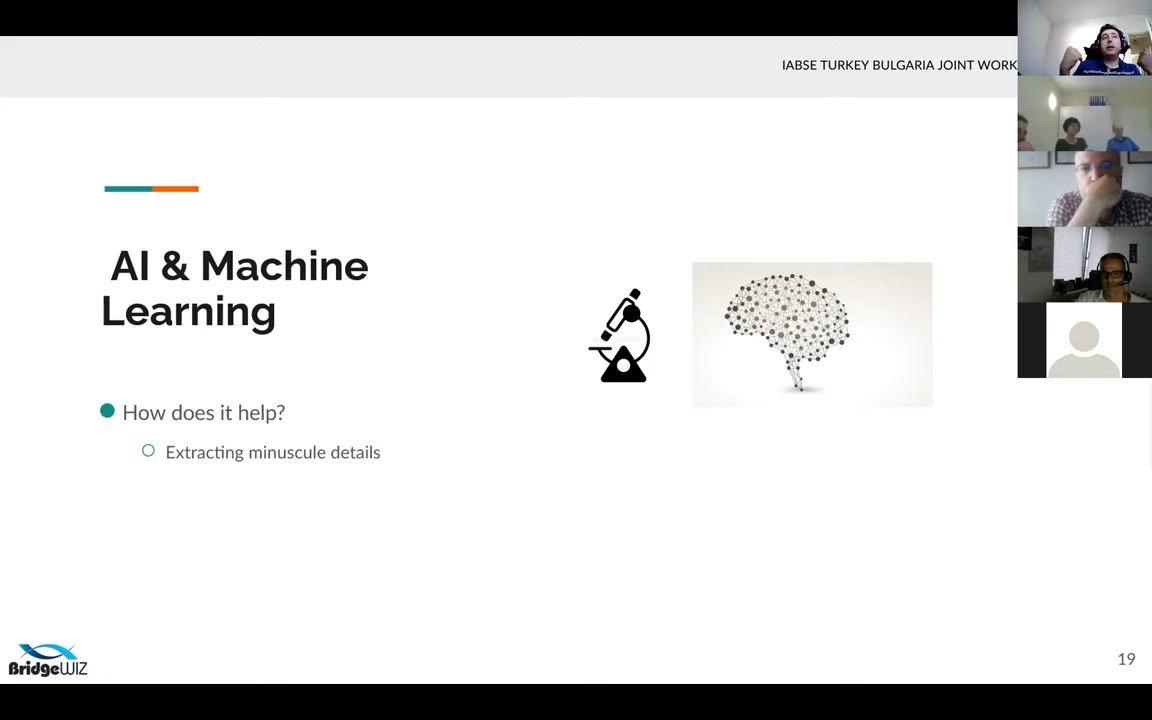 IABSE TURKEY BULGARIA JOINT WORK
AI & Machine
Learning
How does it help?
Extracting minuscule details
BridgeWIZ
19